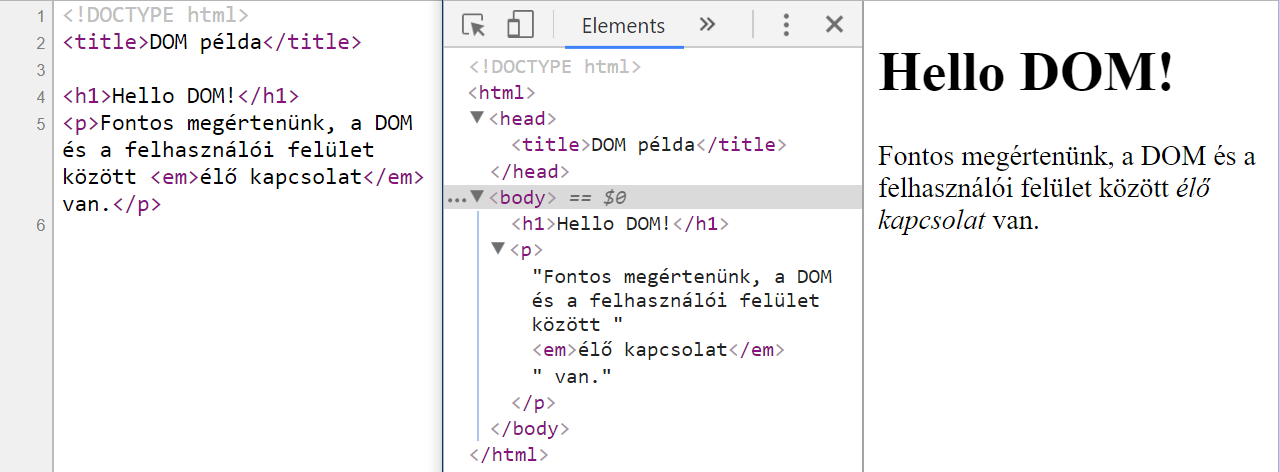 1 <!DOCTYPE html>
2 <title>DOM példa</title>
3
4 <h1>Hello DOM!</h1>
5 <p>Fontos megértenünk, a DOM
és a felhasználói felület
között <em>élő kapcsolat</em>
van.</p>
6
Elements »
<!DOCTYPE html>
<html>
▼<head>
<title>DOM példa</title>
</head>
…▼<body> == $0
<h1>Hello DOM!</h1>
▼<p>
"Fontos megértenünk, a DOM
és a felhasználói felület
között "
<em>élő kapcsolat</em>
" van."
</p>
</body>
</html>
Hello DOM!
Fontos megértenünk, a DOM és a
felhasználói felület között élő
kapcsolat van.